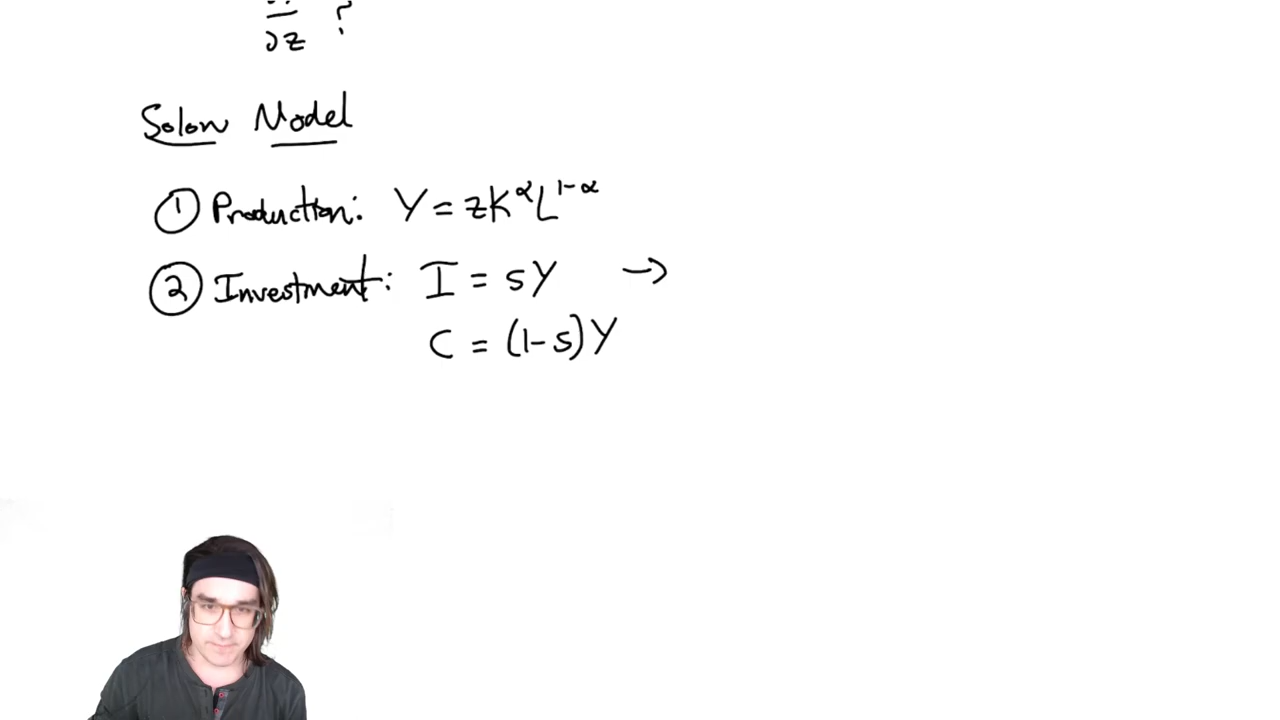 ∂z ?
Solow Model
① Production: Y = zK^α L^{1-α}
② Investment: I = sY →
C = (1-s)Y